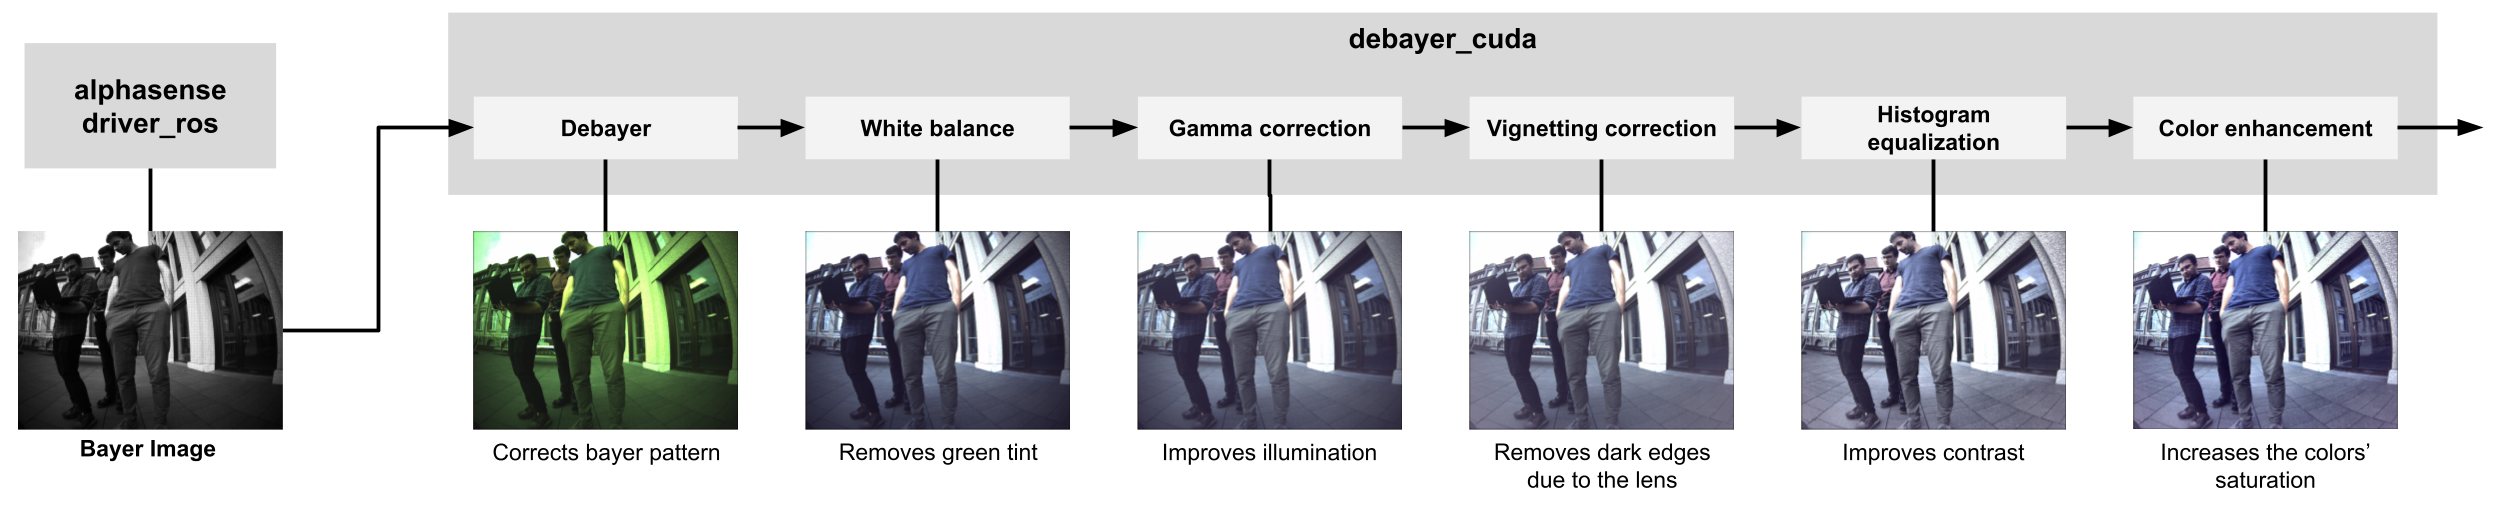 debayer_cuda
alphasense
driver_ros
Debayer
White balance
Gamma correction
Vignetting correction
Histogram
equalization
Color enhancement
Bayer Image
Corrects bayer pattern
Removes green tint
Improves illumination
Removes dark edges
due to the lens
Improves contrast
Increases the colors’
saturation